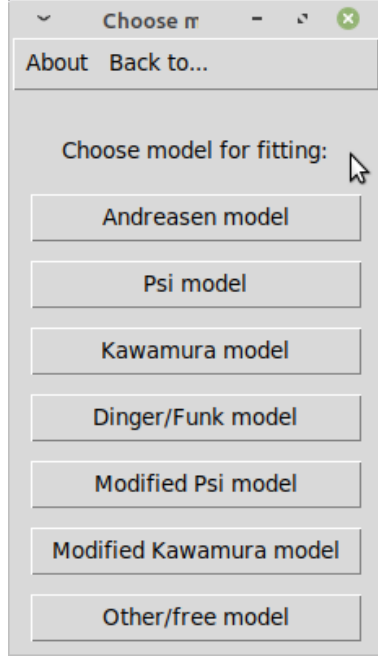 Choose m
About Back to...
Choose model for fitting:
Andreasen model
Psi model
Kawamura model
Dinger/Funk model
Modified Psi model
Modified Kawamura model
Other/free model